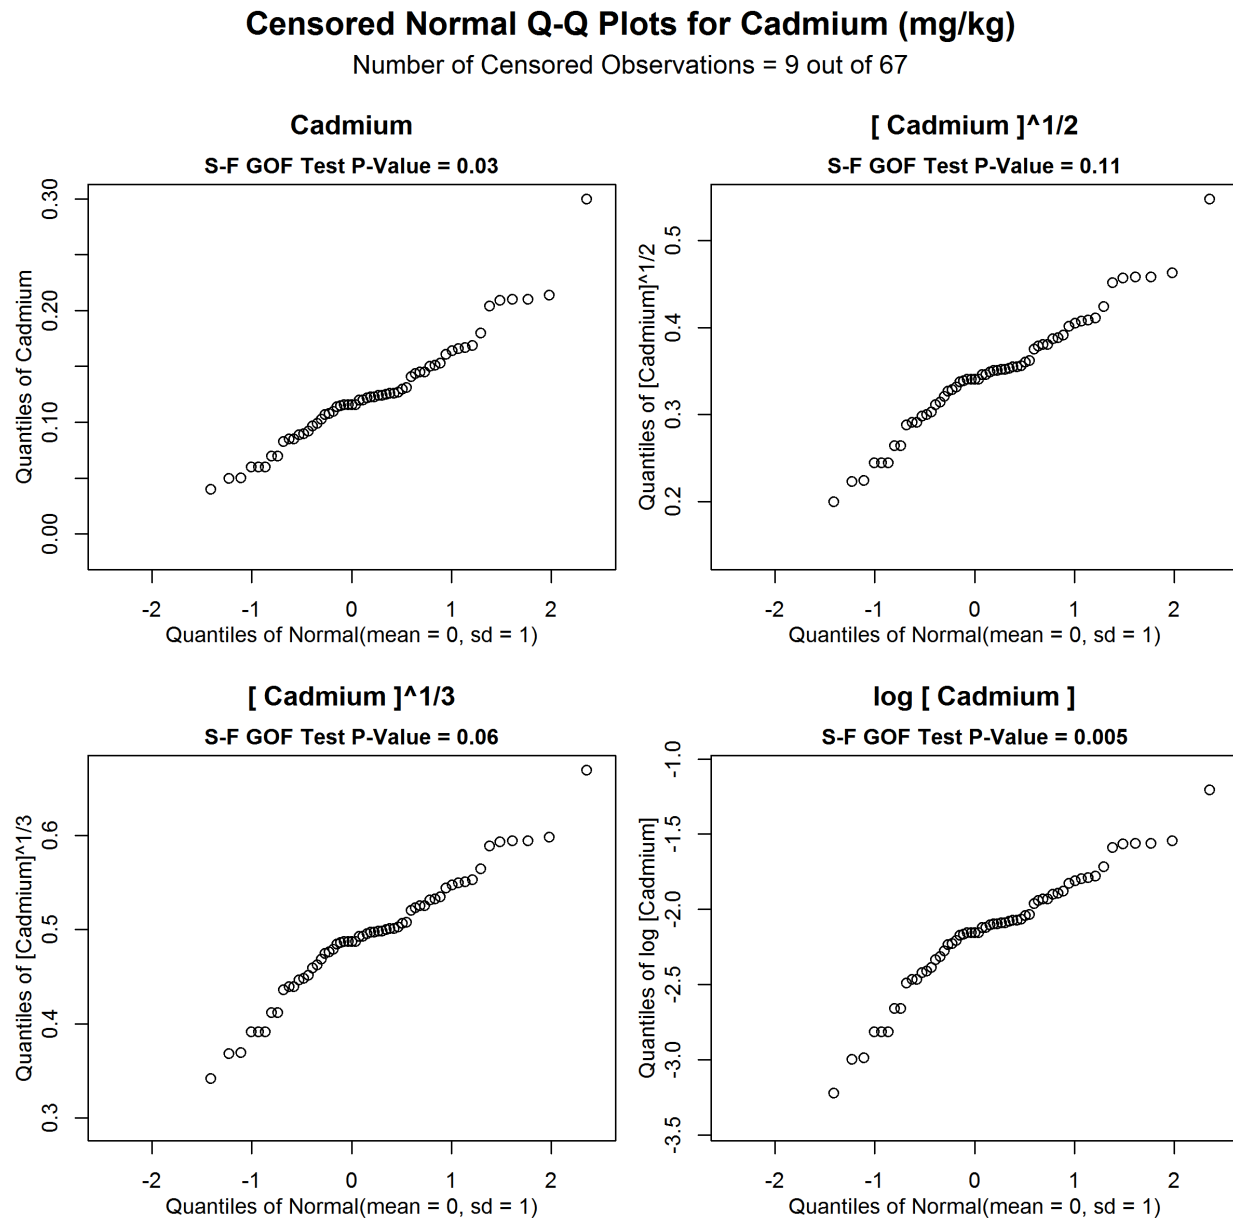 Censored Normal Q-Q Plots for Cadmium (mg/kg)
Number of Censored Observations = 9 out of 67
Cadmium
S-F GOF Test P-Value = 0.03
Quantiles of Cadmium
0.30
0.20
0.10
0.00
-2 -1 0 1 2
Quantiles of Normal(mean = 0, sd = 1)
[ Cadmium ]^1/2
S-F GOF Test P-Value = 0.11
Quantiles of [Cadmium]^1/2
0.5
0.4
0.3
0.2
-2 -1 0 1 2
Quantiles of Normal(mean = 0, sd = 1)
[ Cadmium ]^1/3
S-F GOF Test P-Value = 0.06
Quantiles of [Cadmium]^1/3
0.6
0.5
0.4
0.3
-2 -1 0 1 2
Quantiles of Normal(mean = 0, sd = 1)
log [ Cadmium ]
S-F GOF Test P-Value = 0.005
Quantiles of log [Cadmium]
-1.0
-1.5
-2.0
-2.5
-3.0
-3.5
-2 -1 0 1 2
Quantiles of Normal(mean = 0, sd = 1)